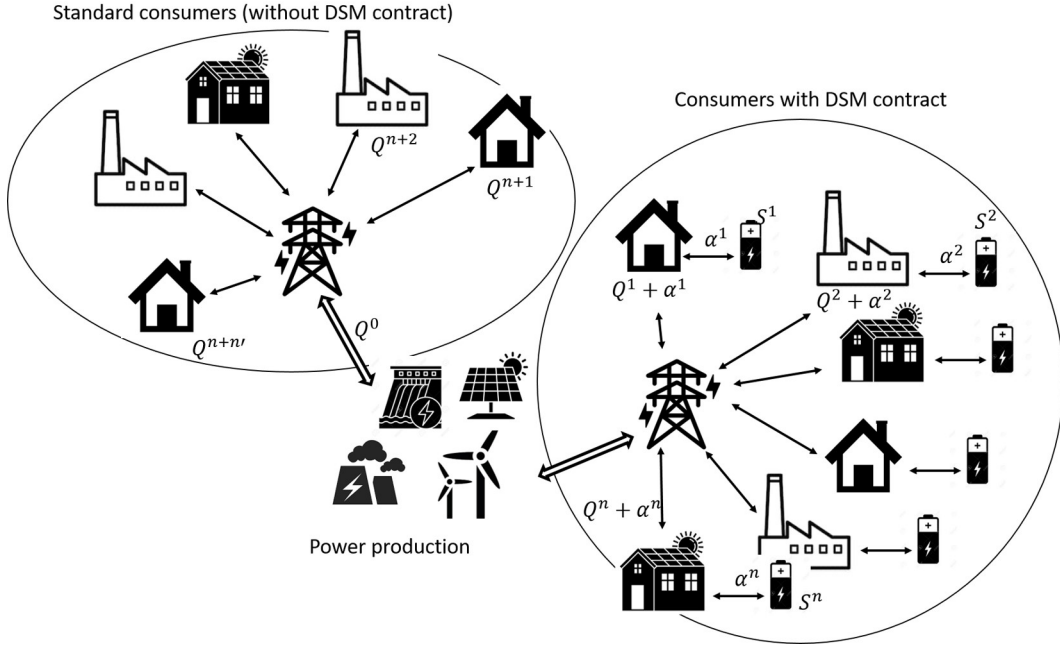 Standard consumers (without DSM contract)
Q^{n+2}
Q^{n+1}
Q^{n+n′}
Q^0
Power production
Consumers with DSM contract
S^1
α^1
Q^1 + α^1
S^2
α^2
Q^2 + α^2
Q^n + α^n
α^n
S^n